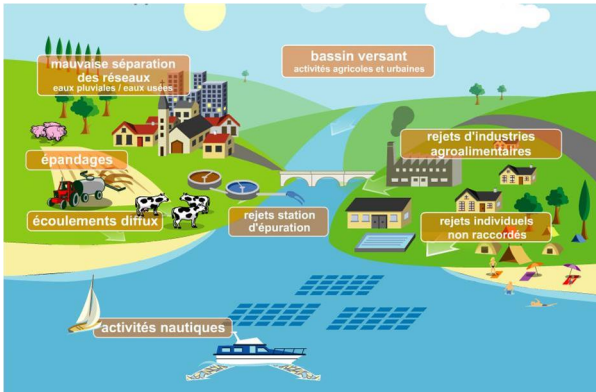 mauvaise séparation
des réseaux
eaux pluviales / eaux usées
bassin versant
activités agricoles et urbaines
rejets d'industries
agroalimentaires
épandages
écoulements diffux
rejets station
d'épuration
rejets individuels
non raccordés
activités nautiques